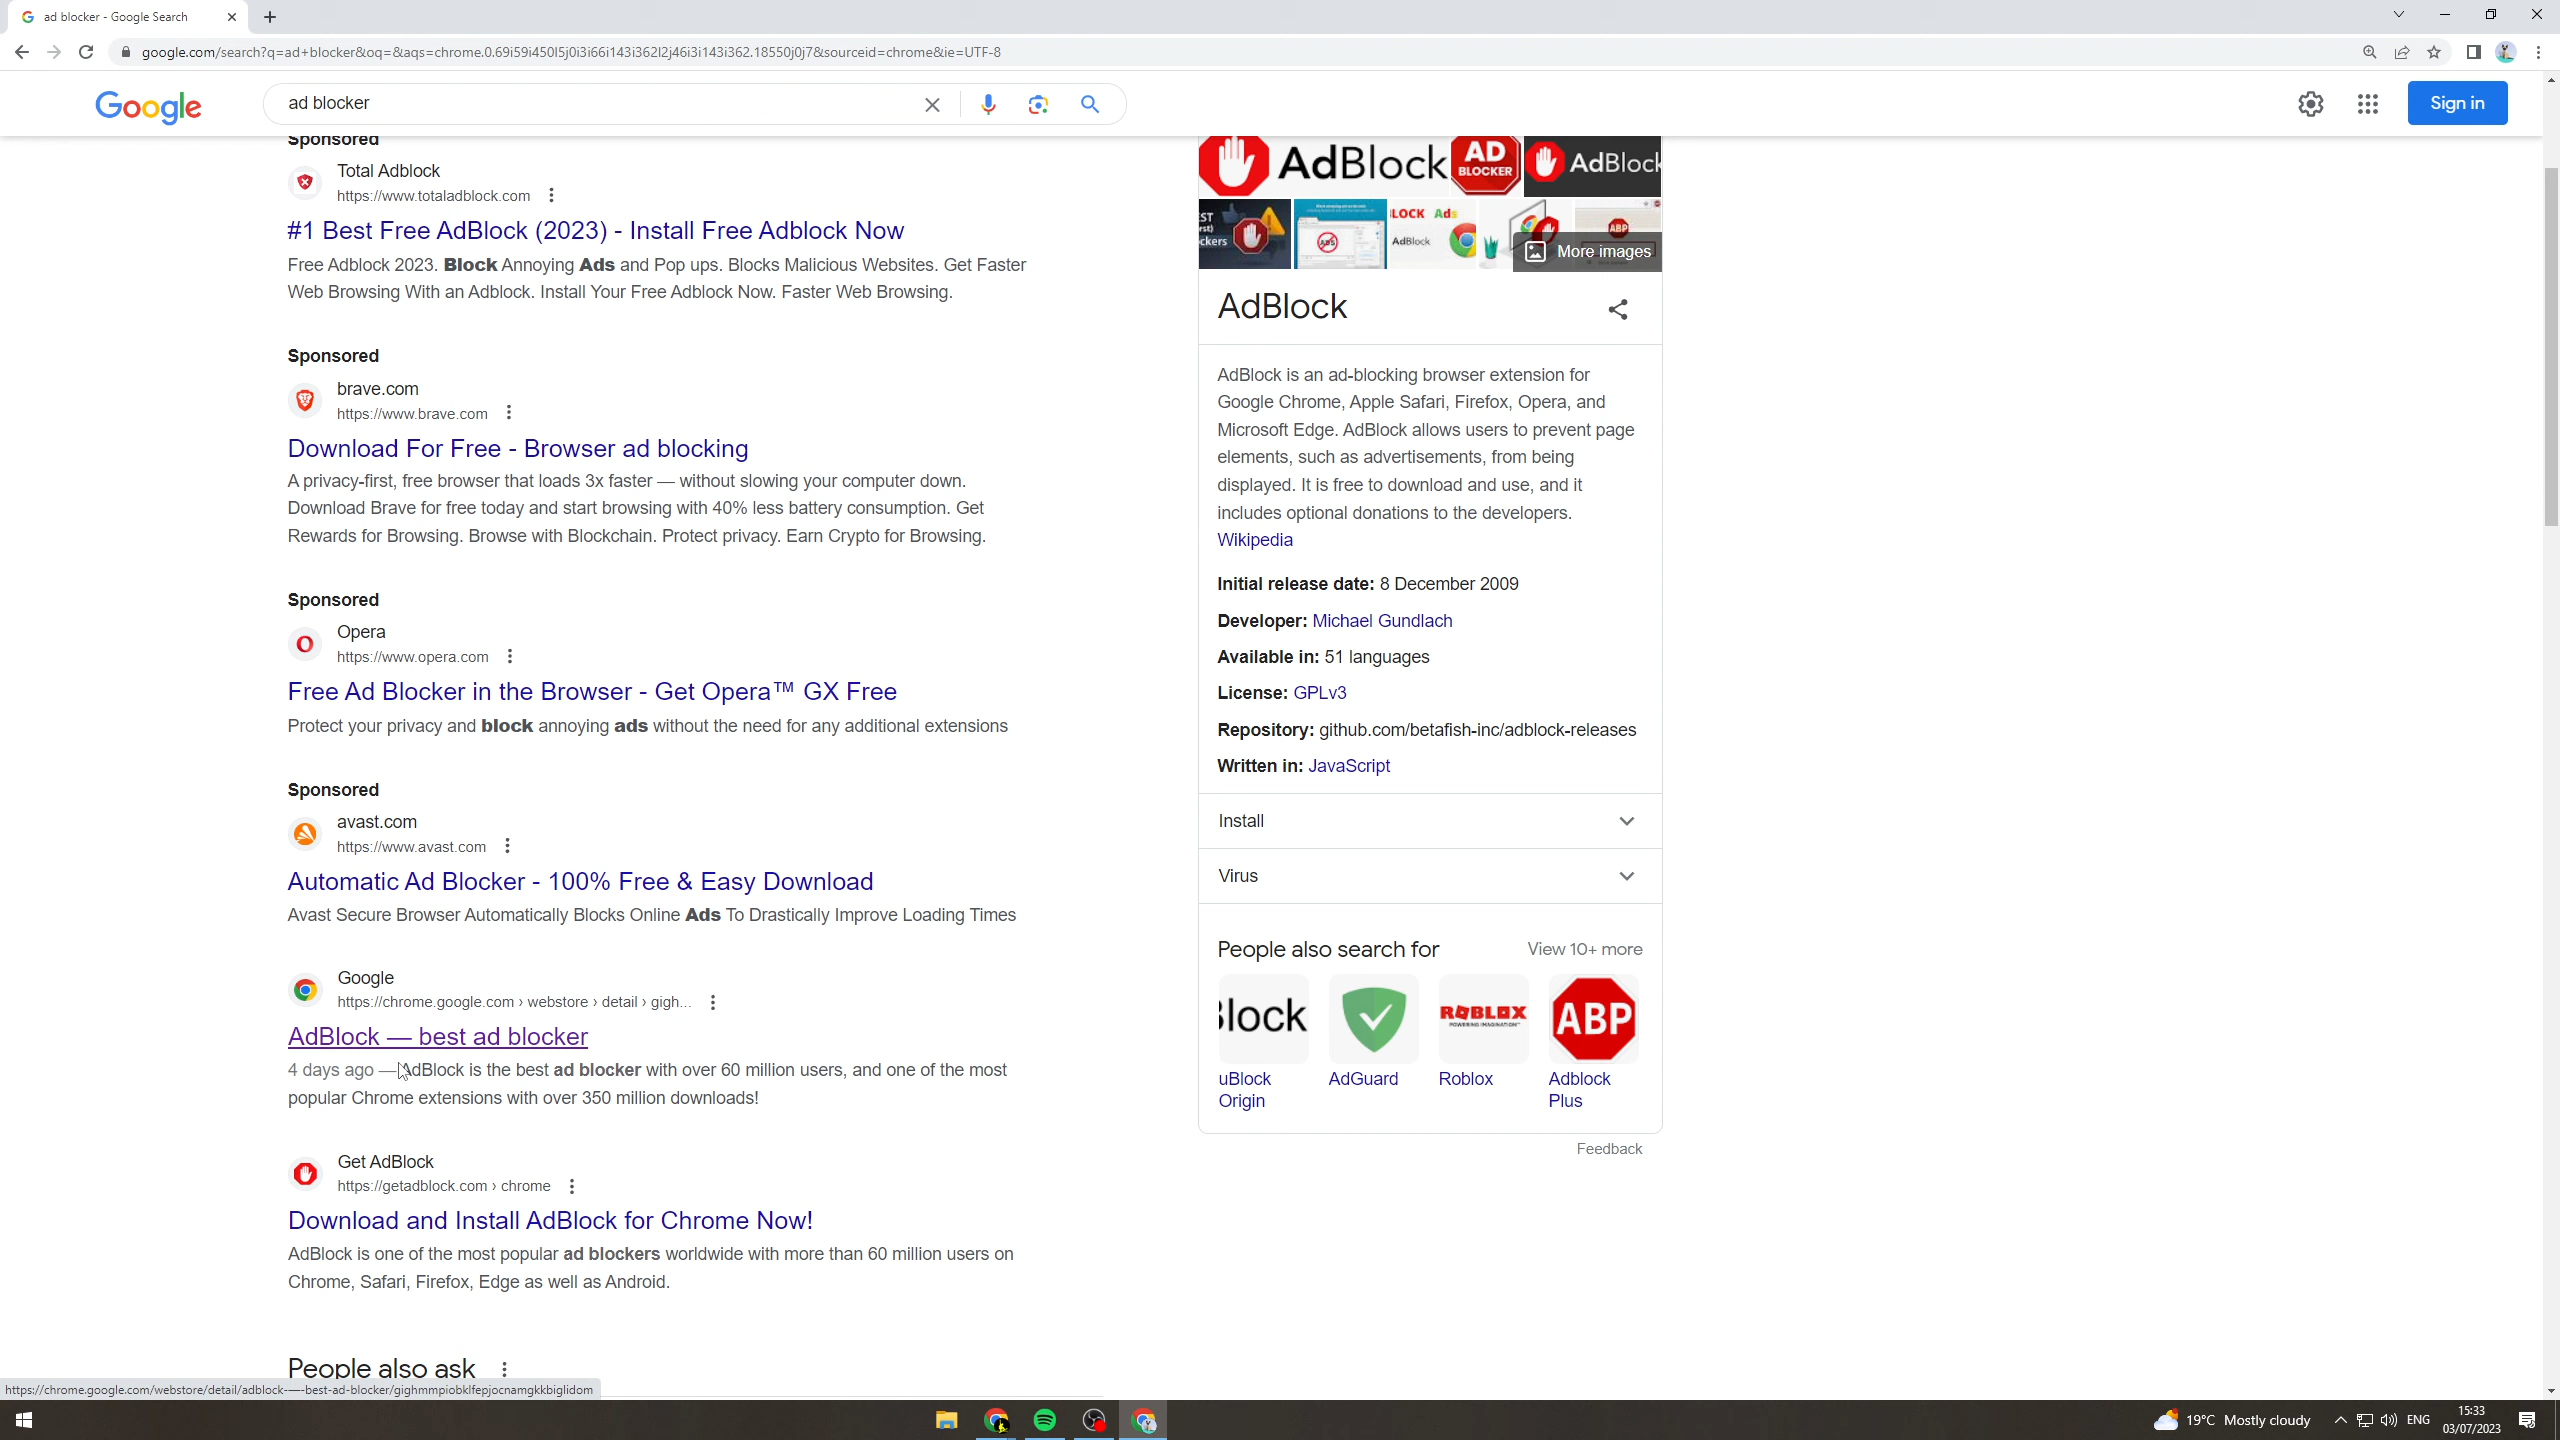 ad blocker - Google Search
google.com/search?q=ad+blocker&oq=&aqs=chrome.0.69i59i450l5j0i3i66i143i362l2j46i3i143i362.18550j0j7&sourceid=chrome&ie=UTF-8
Google
ad blocker
Sign in
Sponsored
Total Adblock
https://www.totaladblock.com
#1 Best Free AdBlock (2023) - Install Free Adblock Now
Free Adblock 2023. Block Annoying Ads and Pop ups. Blocks Malicious Websites. Get Faster
Web Browsing With an Adblock. Install Your Free Adblock Now. Faster Web Browsing.
Sponsored
brave.com
https://www.brave.com
Download For Free - Browser ad blocking
A privacy-first, free browser that loads 3x faster — without slowing your computer down.
Download Brave for free today and start browsing with 40% less battery consumption. Get
Rewards for Browsing. Browse with Blockchain. Protect privacy. Earn Crypto for Browsing.
Sponsored
Opera
https://www.opera.com
Free Ad Blocker in the Browser - Get Opera™ GX Free
Protect your privacy and block annoying ads without the need for any additional extensions
Sponsored
avast.com
https://www.avast.com
Automatic Ad Blocker - 100% Free & Easy Download
Avast Secure Browser Automatically Blocks Online Ads To Drastically Improve Loading Times
Google
https://chrome.google.com › webstore › detail › gigh...
AdBlock — best ad blocker
4 days ago — AdBlock is the best ad blocker with over 60 million users, and one of the most
popular Chrome extensions with over 350 million downloads!
Get AdBlock
https://getadblock.com › chrome
Download and Install AdBlock for Chrome Now!
AdBlock is one of the most popular ad blockers worldwide with more than 60 million users on
Chrome, Safari, Firefox, Edge as well as Android.
People also ask
AdBlock
AD
BLOCKER
AdBlock
ST
ckers
ADS
LOCK Ads
AdBlock
ABP
More images
AdBlock
AdBlock is an ad-blocking browser extension for
Google Chrome, Apple Safari, Firefox, Opera, and
Microsoft Edge. AdBlock allows users to prevent page
elements, such as advertisements, from being
displayed. It is free to download and use, and it
includes optional donations to the developers.
Wikipedia
Initial release date: 8 December 2009
Developer: Michael Gundlach
Available in: 51 languages
License: GPLv3
Repository: github.com/betafish-inc/adblock-releases
Written in: JavaScript
Install
Virus
People also search for
View 10+ more
lock
ROBLOX
POWERING IMAGINATION™
ABP
uBlock
Origin
AdGuard
Roblox
Adblock
Plus
Feedback
https://chrome.google.com/webstore/detail/adblock-—-best-ad-blocker/gighmmpiobklfepjocnamgkkbiglidom
19°C Mostly cloudy
ENG
15:33
03/07/2023